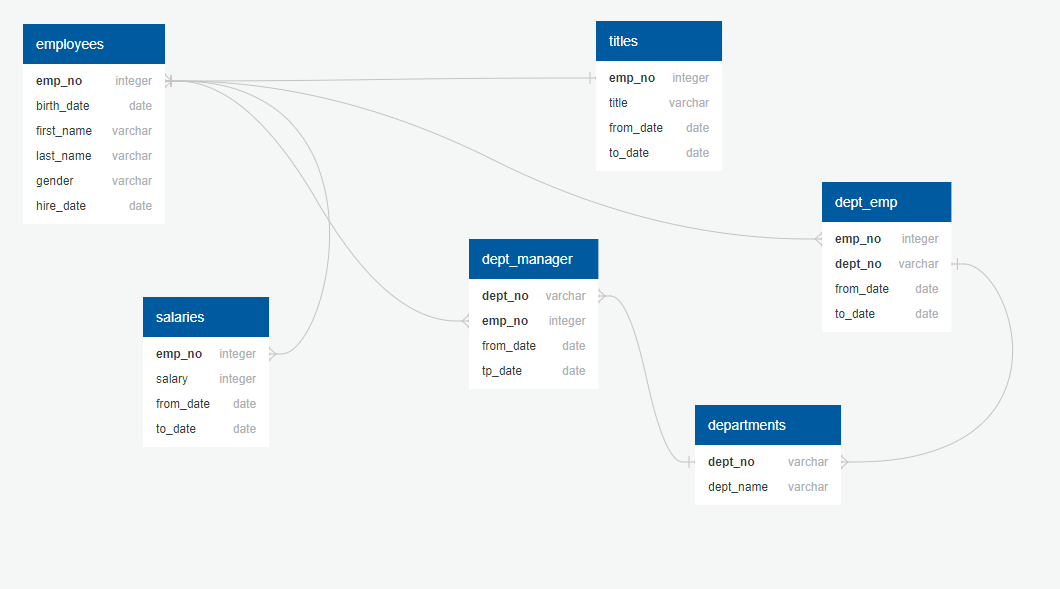 employees
emp_no integer
birth_date date
first_name varchar
last_name varchar
gender varchar
hire_date date
titles
emp_no integer
title varchar
from_date date
to_date date
dept_emp
emp_no integer
dept_no varchar
from_date date
to_date date
dept_manager
dept_no varchar
emp_no integer
from_date date
tp_date date
salaries
emp_no integer
salary integer
from_date date
to_date date
departments
dept_no varchar
dept_name varchar